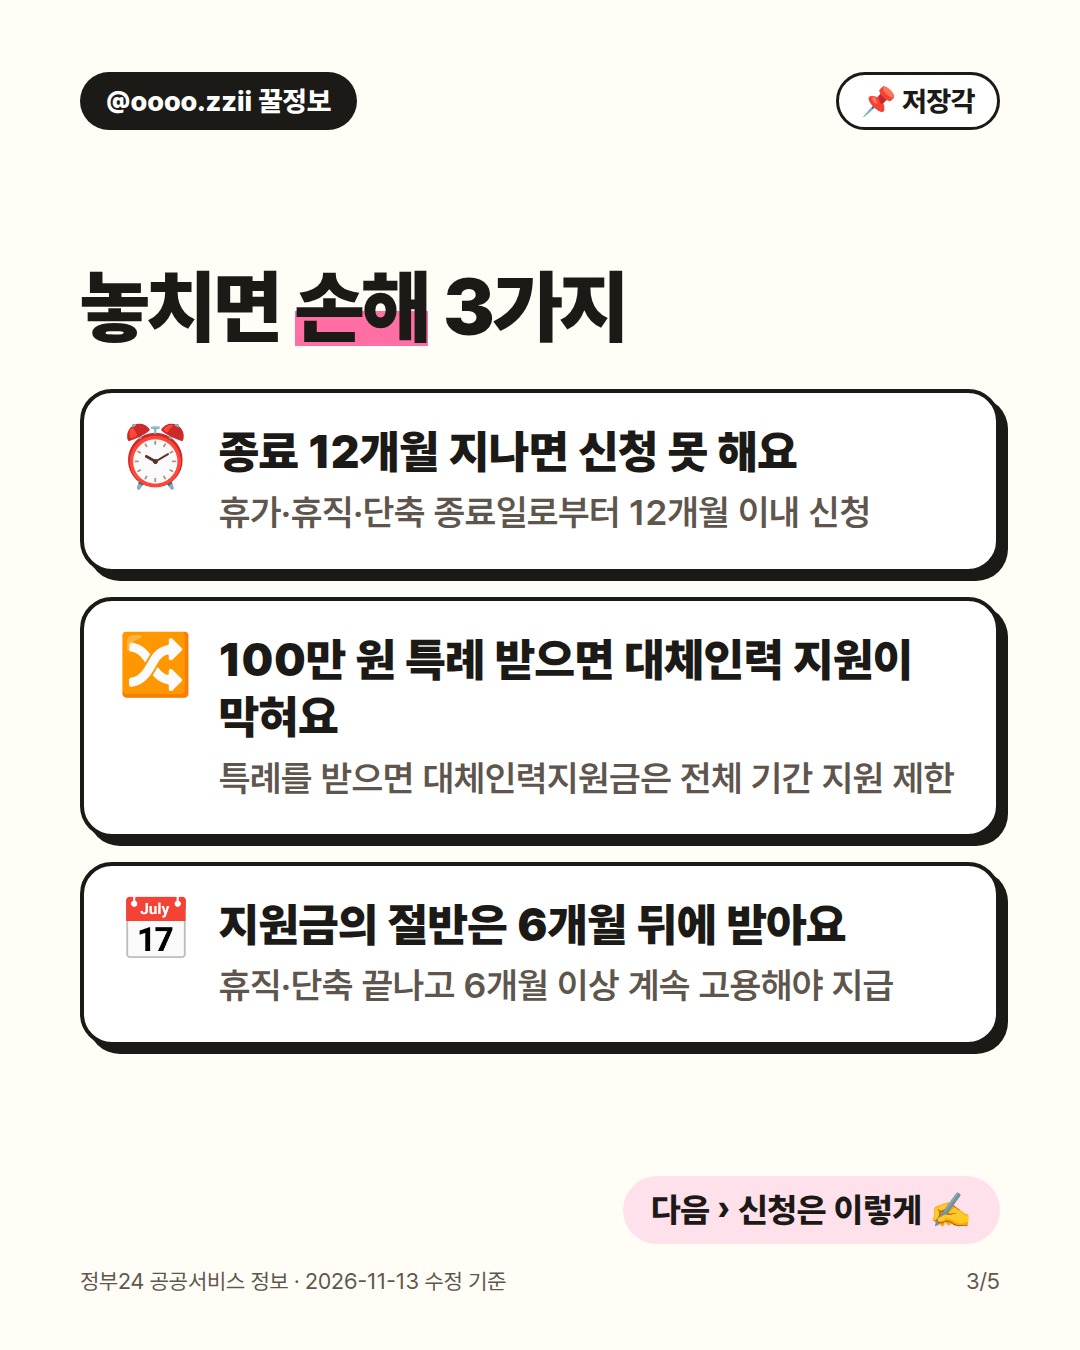 @oooo.zzii 꿀정보
📌 저장각
놓치면 손해 3가지
종료 12개월 지나면 신청 못 해요
휴가·휴직·단축 종료일로부터 12개월 이내 신청
100만 원 특례 받으면 대체인력 지원이
막혀요
특례를 받으면 대체인력지원금은 전체 기간 지원 제한
July
17
지원금의 절반은 6개월 뒤에 받아요
휴직·단축 끝나고 6개월 이상 계속 고용해야 지급
다음 › 신청은 이렇게 ✍️
정부24 공공서비스 정보 · 2026-11-13 수정 기준
3/5